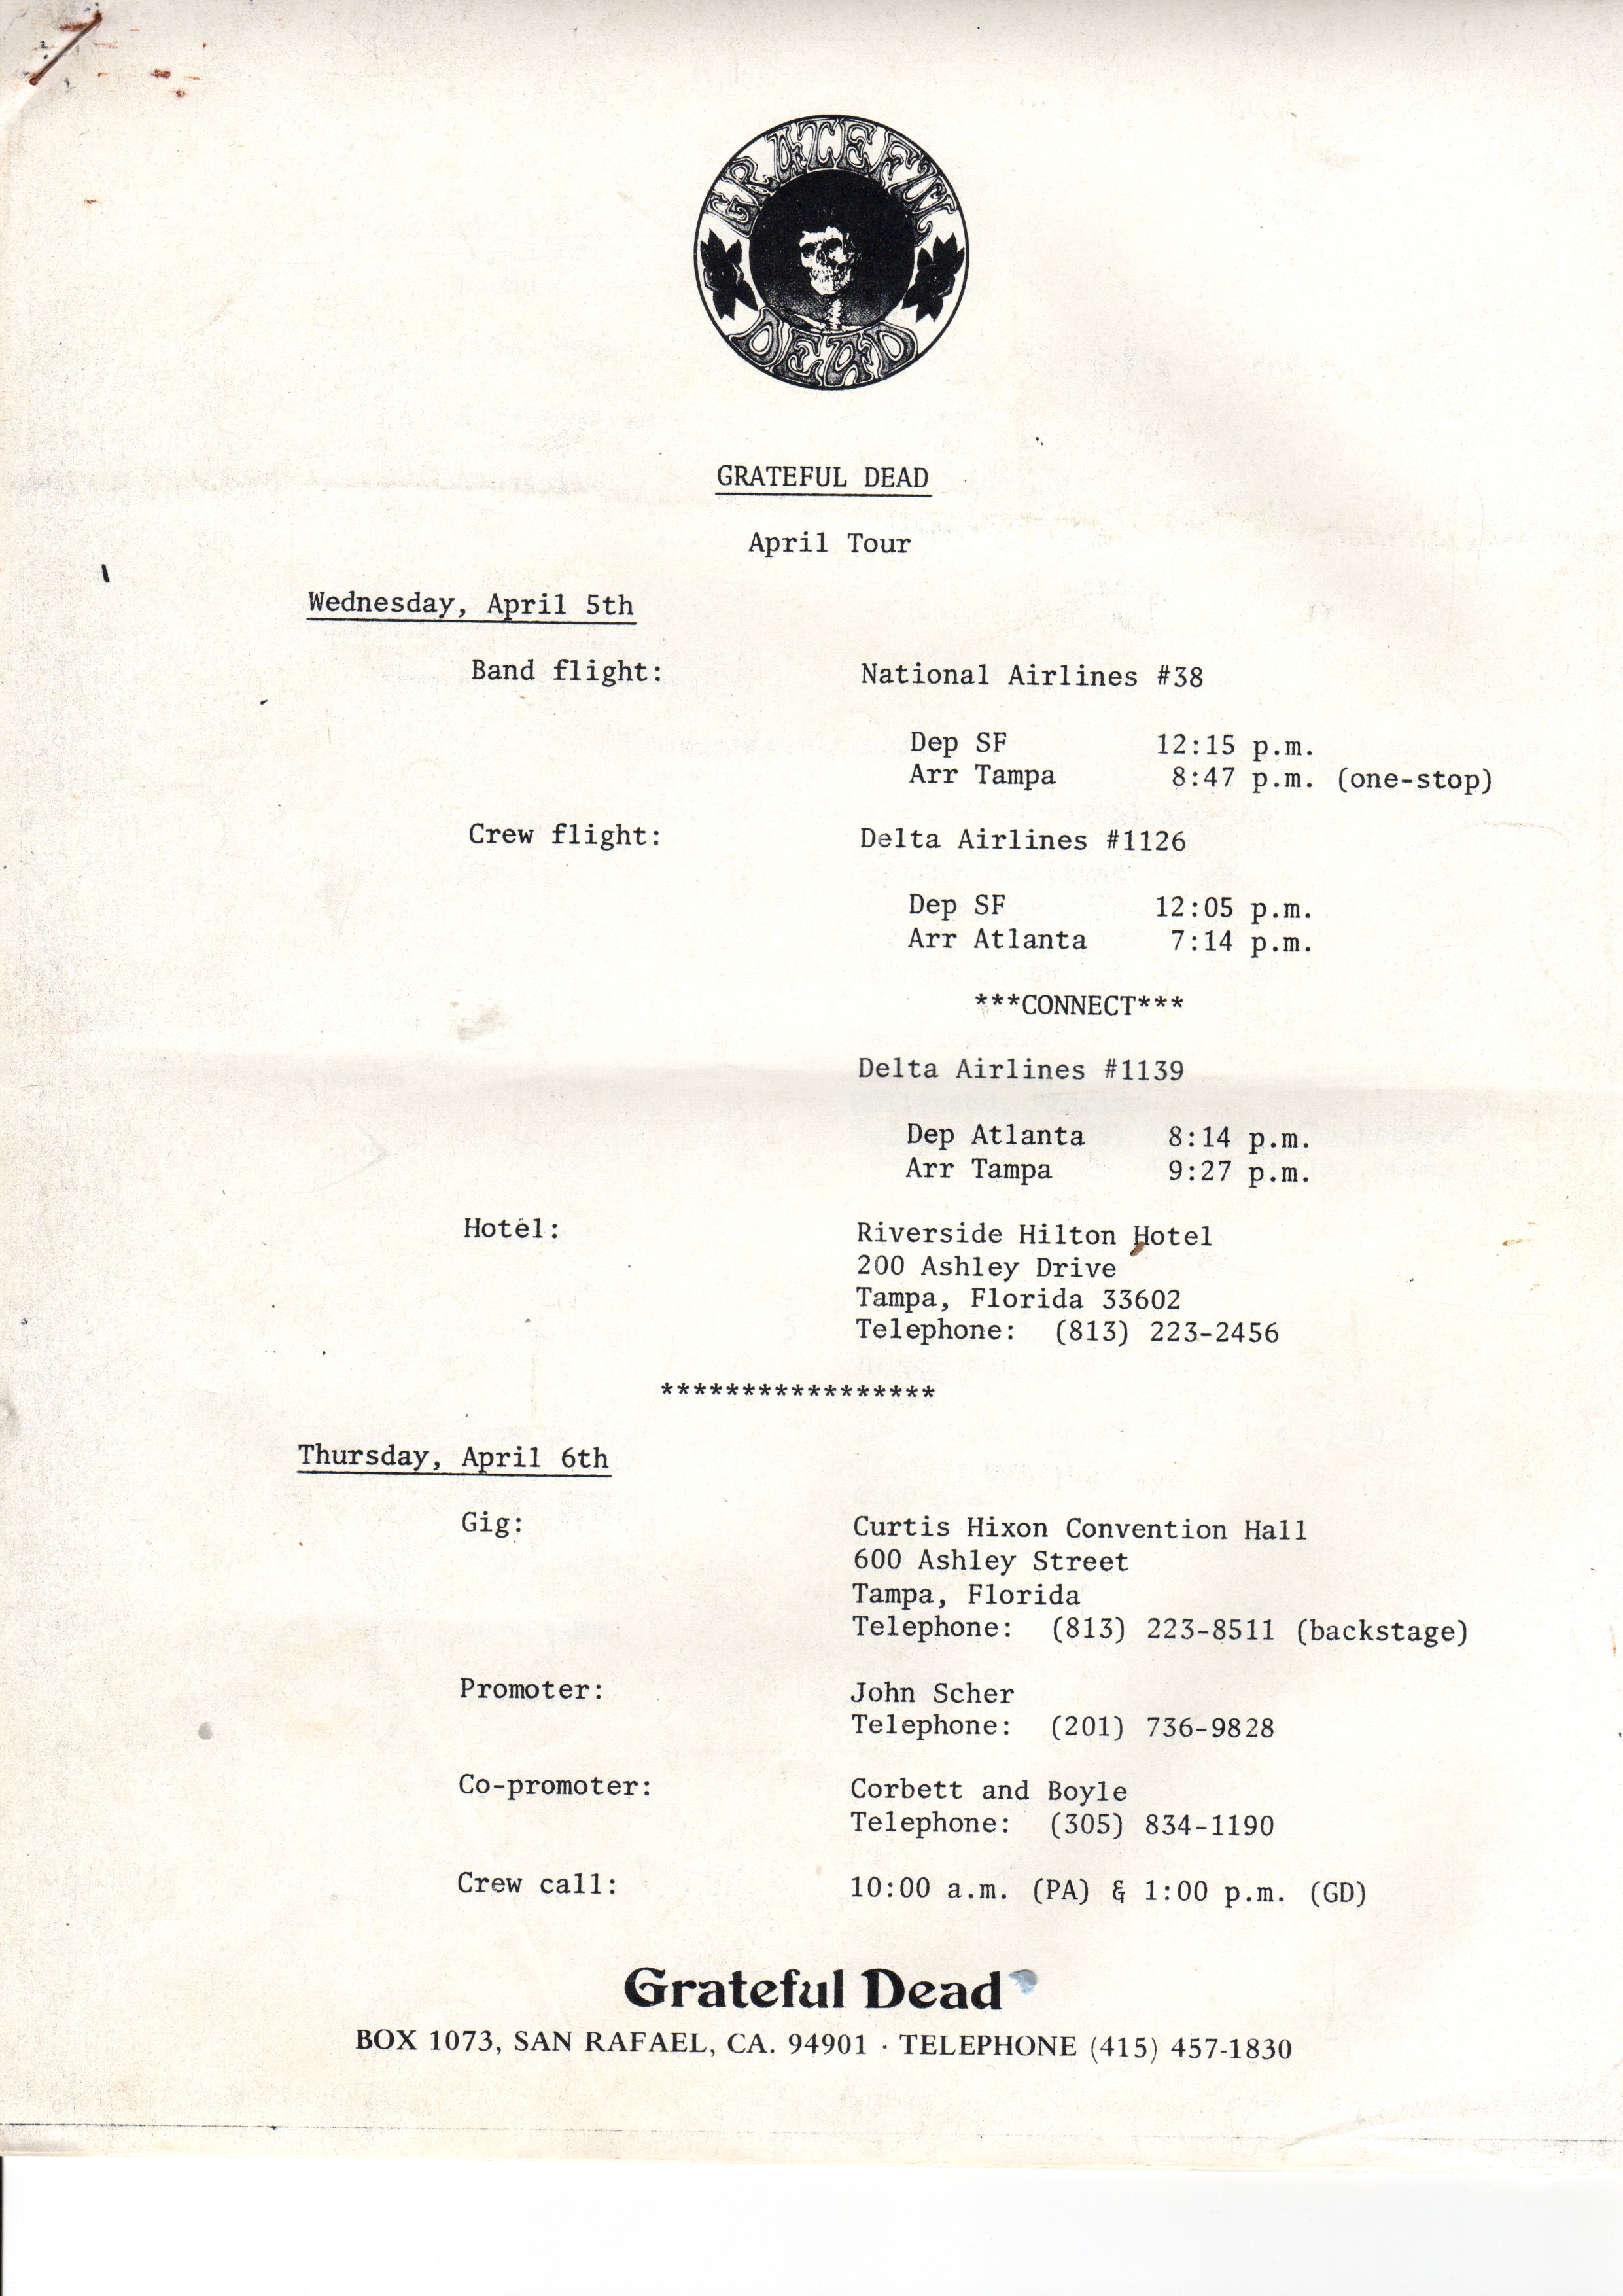 GRATEFUL
DEAD
GRATEFUL DEAD
April Tour
Wednesday, April 5th
Band flight: National Airlines #38
Dep SF 12:15 p.m.
Arr Tampa 8:47 p.m. (one-stop)
Crew flight: Delta Airlines #1126
Dep SF 12:05 p.m.
Arr Atlanta 7:14 p.m.
***CONNECT***
Delta Airlines #1139
Dep Atlanta 8:14 p.m.
Arr Tampa 9:27 p.m.
Hotel: Riverside Hilton Hotel
200 Ashley Drive
Tampa, Florida 33602
Telephone: (813) 223-2456
*****************
Thursday, April 6th
Gig: Curtis Hixon Convention Hall
600 Ashley Street
Tampa, Florida
Telephone: (813) 223-8511 (backstage)
Promoter: John Scher
Telephone: (201) 736-9828
Co-promoter: Corbett and Boyle
Telephone: (305) 834-1190
Crew call: 10:00 a.m. (PA) & 1:00 p.m. (GD)
Grateful Dead
BOX 1073, SAN RAFAEL, CA. 94901 · TELEPHONE (415) 457-1830